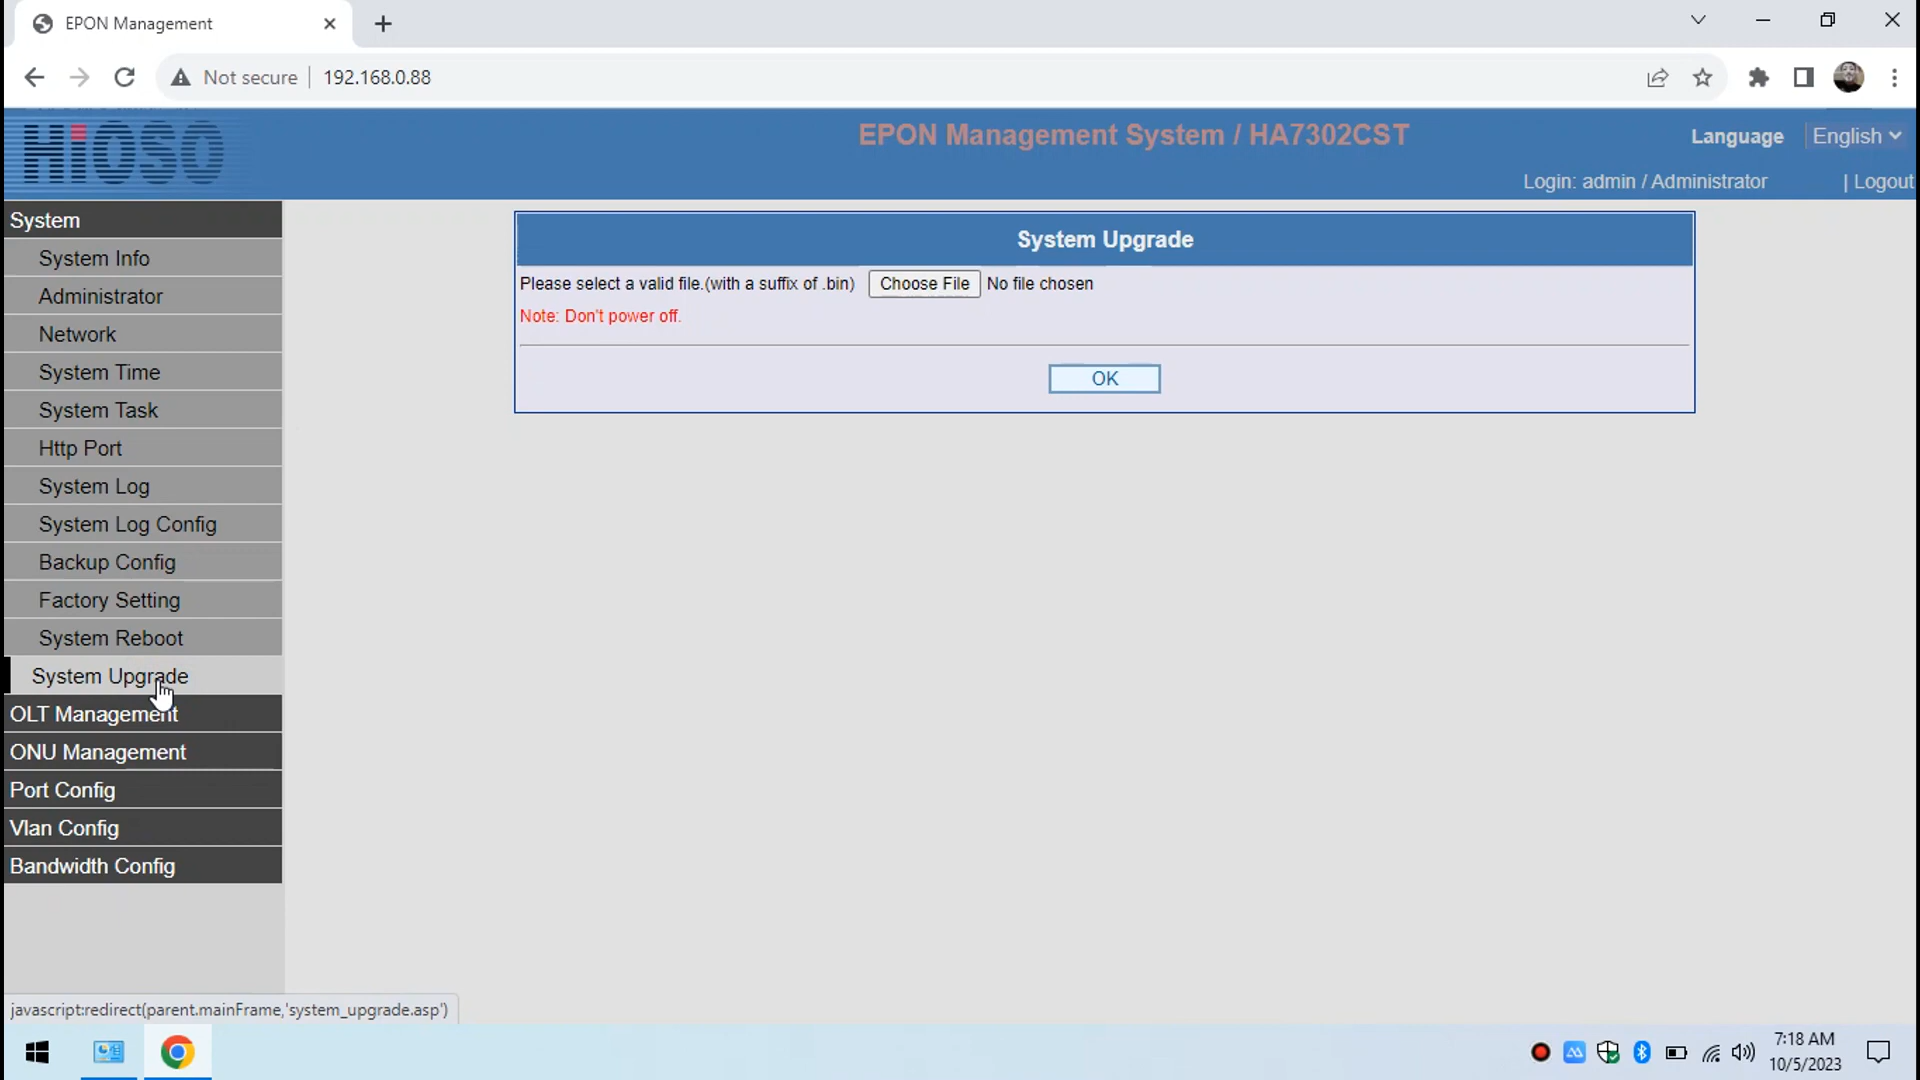 EPON Management
Not secure
192.168.0.88
HiOSO
EPON Management System / HA7302CST
Language
English
Login: admin / Administrator
| Logout
System
System Info
Administrator
Network
System Time
System Task
Http Port
System Log
System Log Config
Backup Config
Factory Setting
System Reboot
System Upgrade
OLT Management
ONU Management
Port Config
Vlan Config
Bandwidth Config
System Upgrade
Please select a valid file.(with a suffix of .bin)
Choose File
No file chosen
Note: Don't power off.
OK
javascript:redirect(parent.mainFrame,'system_upgrade.asp')
7:18 AM
10/5/2023